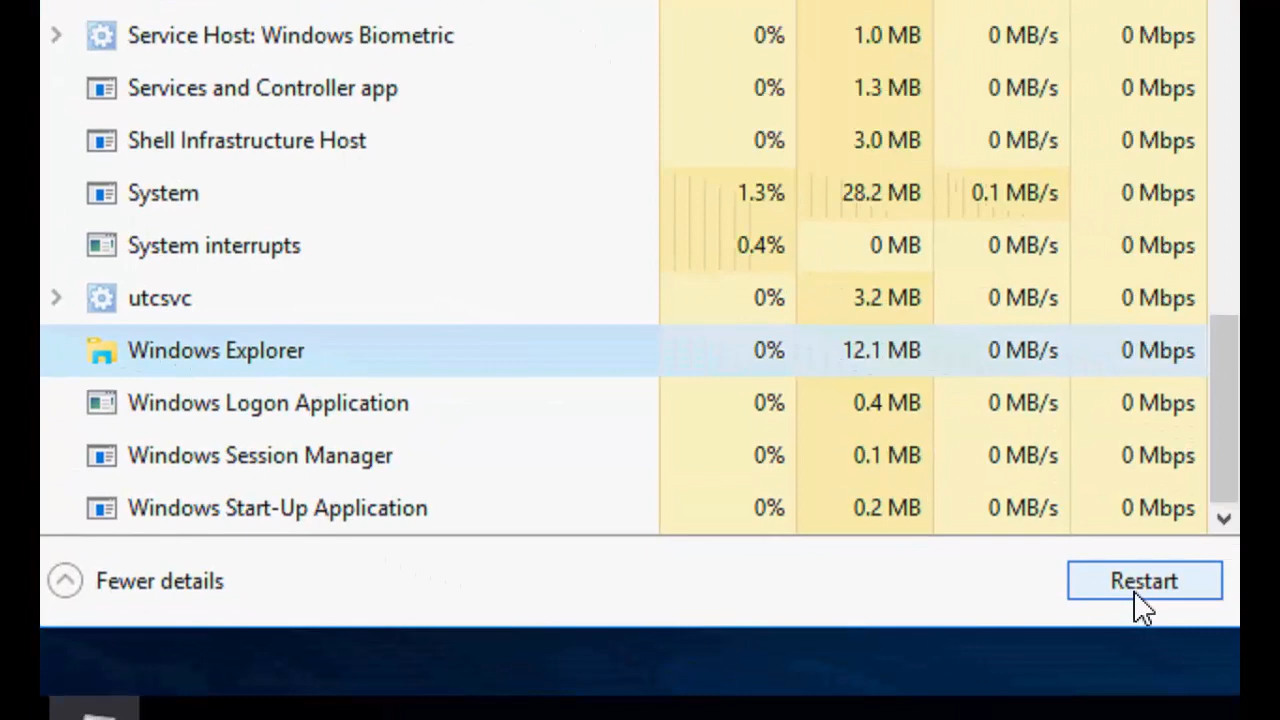 Service Host: Windows Biometric 0% 1.0 MB 0 MB/s 0 Mbps
Services and Controller app 0% 1.3 MB 0 MB/s 0 Mbps
Shell Infrastructure Host 0% 3.0 MB 0 MB/s 0 Mbps
System 1.3% 28.2 MB 0.1 MB/s 0 Mbps
System interrupts 0.4% 0 MB 0 MB/s 0 Mbps
utcsvc 0% 3.2 MB 0 MB/s 0 Mbps
Windows Explorer 0% 12.1 MB 0 MB/s 0 Mbps
Windows Logon Application 0% 0.4 MB 0 MB/s 0 Mbps
Windows Session Manager 0% 0.1 MB 0 MB/s 0 Mbps
Windows Start-Up Application 0% 0.2 MB 0 MB/s 0 Mbps
Fewer details Restart